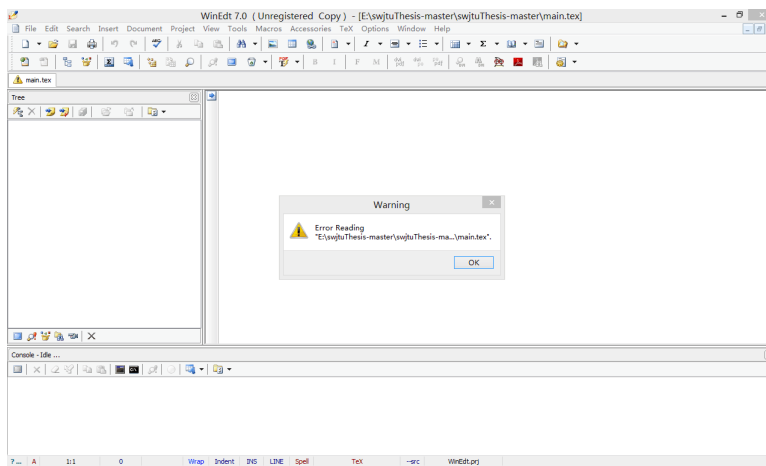 WinEdt 7.0 ( Unregistered Copy ) - [E:\swjtuThesis-master\swjtuThesis-master\main.tex]
File Edit Search Insert Document Project View Tools Macros Accessories TeX Options Window Help
main.tex
Tree
Warning
Error Reading
"E:\swjtuThesis-master\swjtuThesis-ma...\main.tex".
OK
Console - Idle ...
? ... A 1:1 0 Wrap Indent INS LINE Spell TeX --src WinEdt.prj